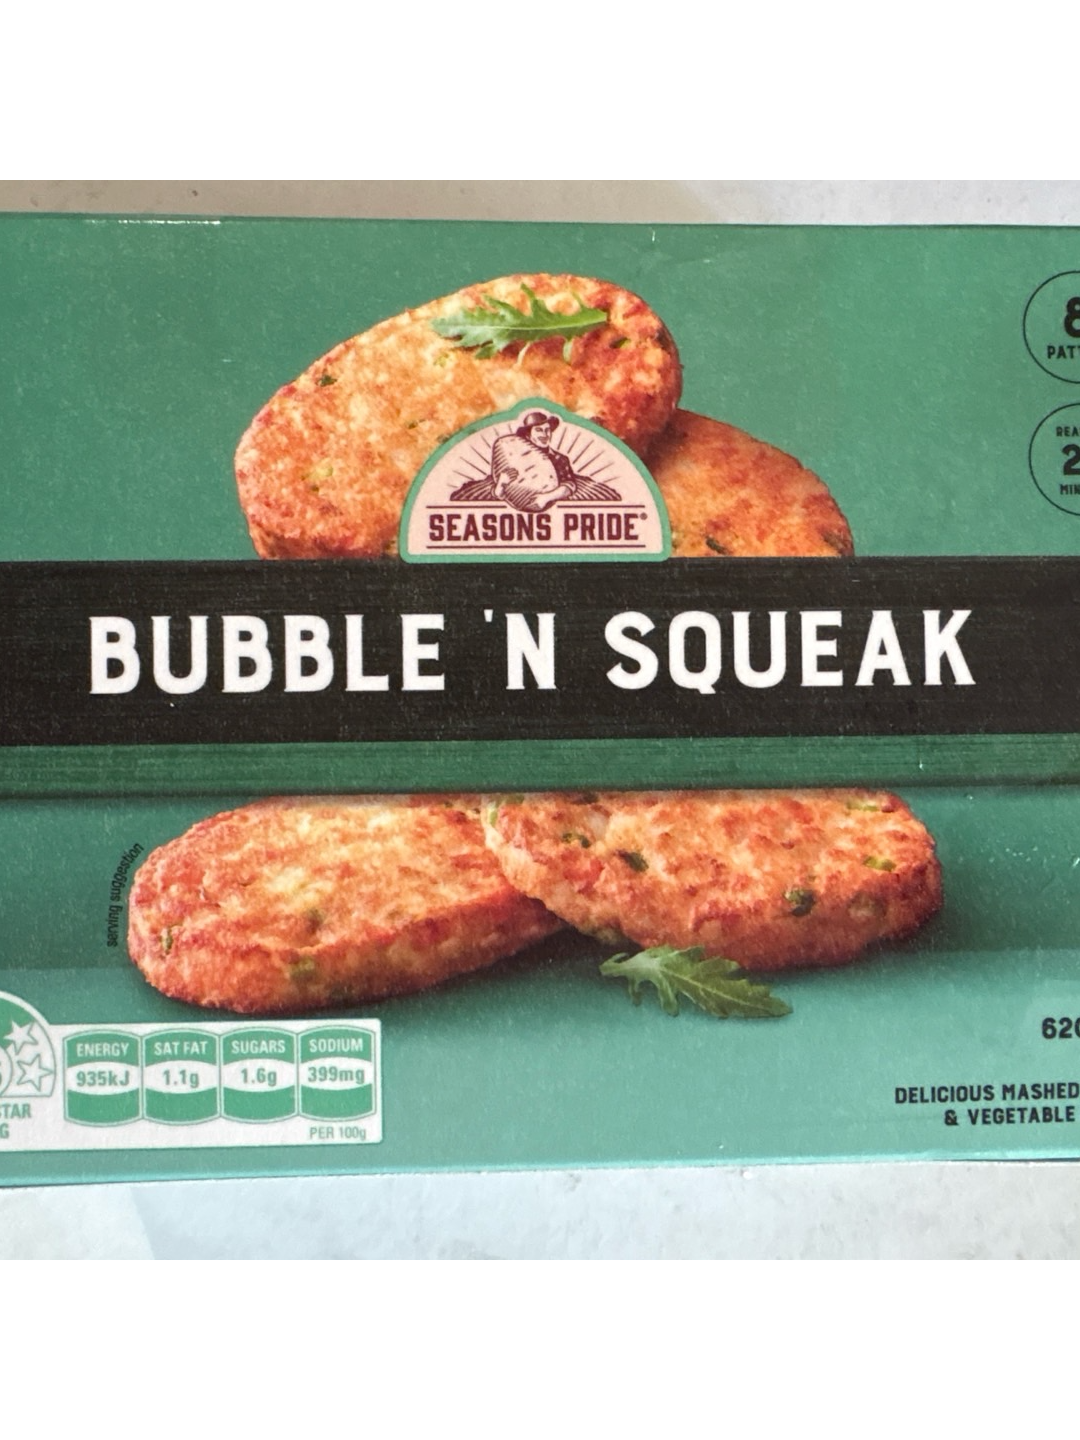 8
SEASONS PRIDE®
BUBBLE 'N SQUEAK
serving suggestion
ENERGY SAT FAT SUGARS SODIUM
935kJ 1.1g 1.6g 399mg
PER 100g
DELICIOUS MASHED
& VEGETABLE